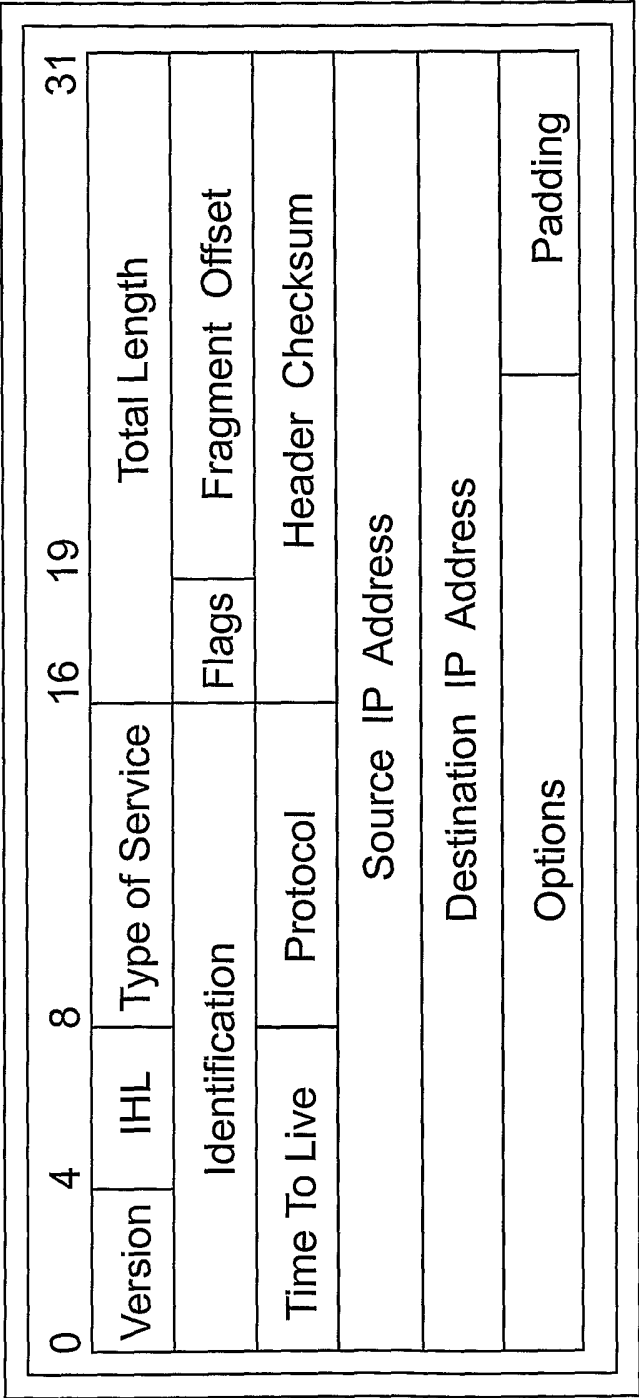 0 4 8 16 19 31
Version IHL Type of Service Total Length
Identification Flags Fragment Offset
Time To Live Protocol Header Checksum
Source IP Address
Destination IP Address
Options Padding